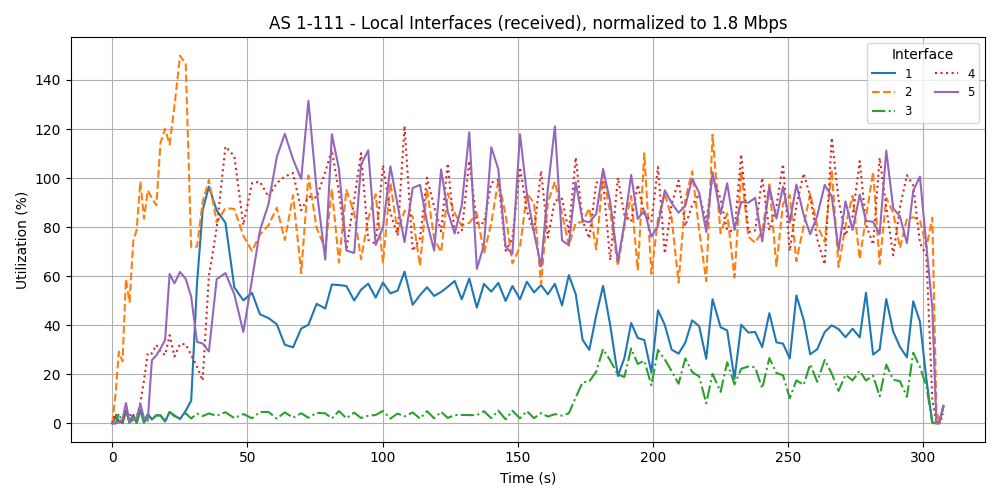 AS 1-111 - Local Interfaces (received), normalized to 1.8 Mbps
Utilization (%)
140
120
100
80
60
40
20
0
0 50 100 150 200 250 300
Time (s)
Interface
1 4
2 5
3